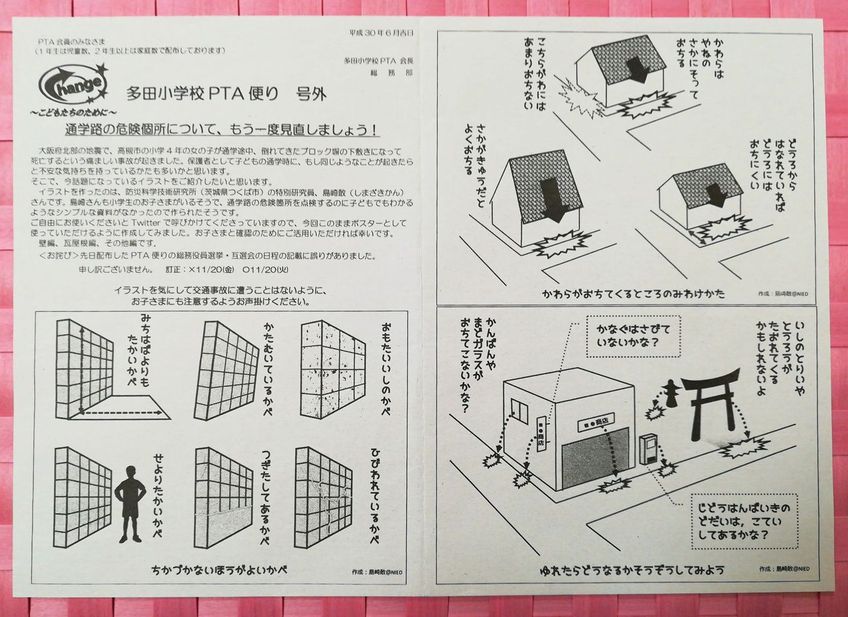 平成30年6月吉日
PTA会員のみなさま
(1年生は児童数、2年生以上は家庭数で配布しております)
多田小学校PTA 会長
総務部
Change
～こどもたちのために～
多田小学校PTA便り 号外
通学路の危険個所について、もう一度見直しましょう!
大阪府北部の地震で、高槻市の小学4年の女の子が通学途中、倒れてきたブロック塀の下敷きになって
死亡するという痛ましい事故が起きました。保護者として子どもの通学時に、もし同じようなことが起きたら
と不安な気持ちを持っているかたも多いかと思います。
そこで、今話題になっているイラストをご紹介したいと思います。
イラストを作ったのは、防災科学技術研究所(茨城県つくば市)の特別研究員、島崎敢(しまざきかん)
さんです。島崎さんも小学生のお子さまがいるそうで、通学路の危険箇所を点検するのに子どもでもわかる
ようなシンプルな資料がなかったので作られたそうです。
ご自由にお使いくださいとTwitterで呼びかけてくださっていますので、今回このままポスターとして
使っていただけるように作成してみました。お子さまと確認のためにご活用いただければ幸いです。
壁編、瓦屋根編、その他編です。
<お詫び>先日配布したPTA便りの総務役員選挙・互選会の日程の記載に誤りがありました。
申し訳ございません。 訂正:×11/20(金) ○11/20(火)
イラストを気にして交通事故に遭うことはないように、
お子さまにも注意するようお声掛けください。
みちはばよりも
たかいかべ
かたむいているかべ
おもたいいしのかべ
せよりたかいかべ
つぎたしてあるかべ
ひびわれているかべ
ちかづかないほうがよいかべ
作成:島崎敢@NIED
かわらは
やねの
さかにそって
おちる
こちらがわには
あまりおちない
さかがきゅうだと
よくおちる
どうろから
はなれていれば
どうろには
おちにくい
かわらがおちてくるところのみわけかた
作成:島崎敢@NIED
かんばんや
まどガラスが
おちてこないかな?
かなぐはさびて
いないかな?
いしのとりいや
とうろうが
たおれてくる
かもしれないよ
●●商店
●●商店
じどうはんばいきの
どだいは,こてい
してあるかな?
ゆれたらどうなるかそうぞうしてみよう
作成:島崎敢@NIED